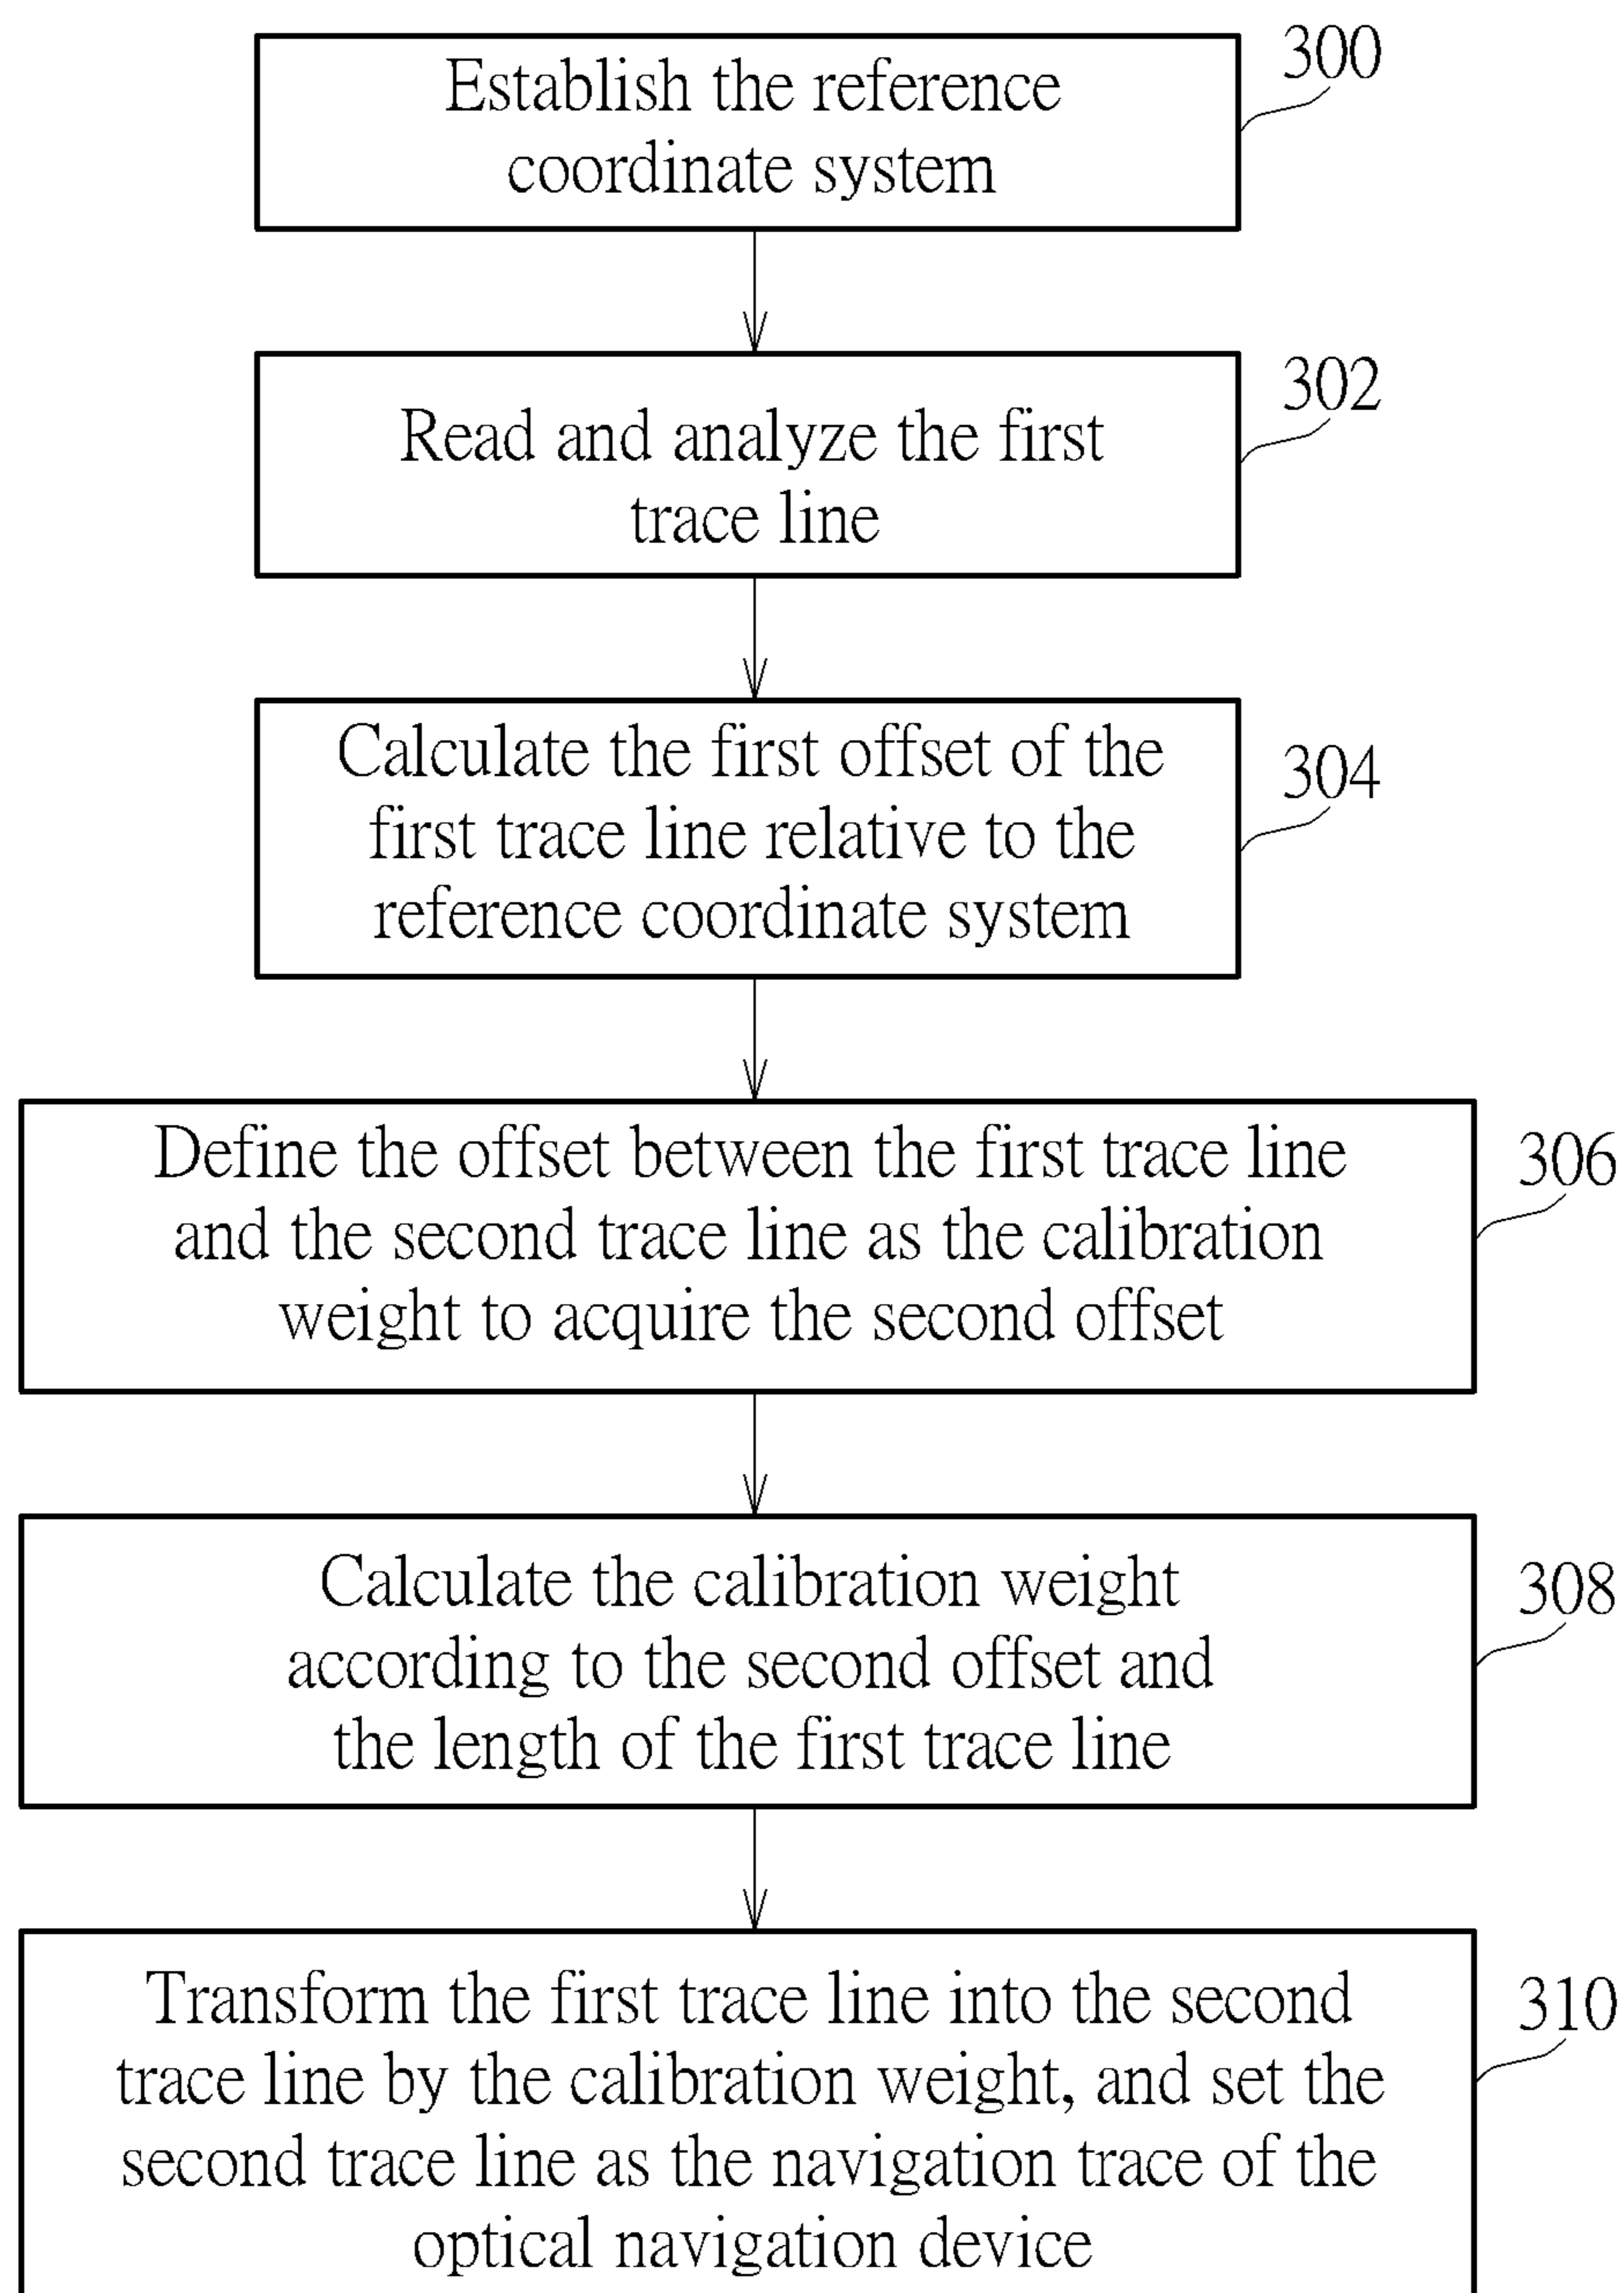 Establish the reference
coordinate system
300
Read and analyze the first
trace line
302
Calculate the first offset of the
first trace line relative to the
reference coordinate system
304
Define the offset between the first trace line
and the second trace line as the calibration
weight to acquire the second offset
306
Calculate the calibration weight
according to the second offset and
the length of the first trace line
308
Transform the first trace line into the second
trace line by the calibration weight, and set the
second trace line as the navigation trace of the
optical navigation device
310